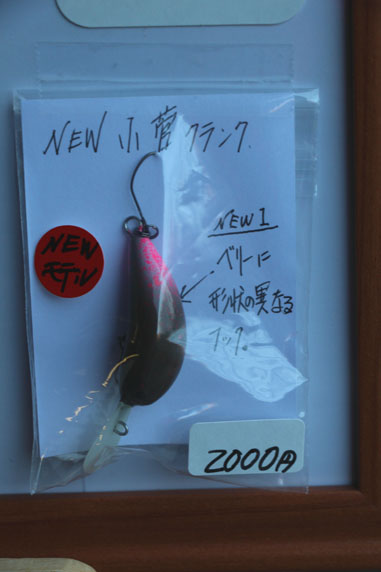 NEW 小菅クランク.
NEW
モデル
NEW1
ベリーに
形状の異なる
フック。
2000円